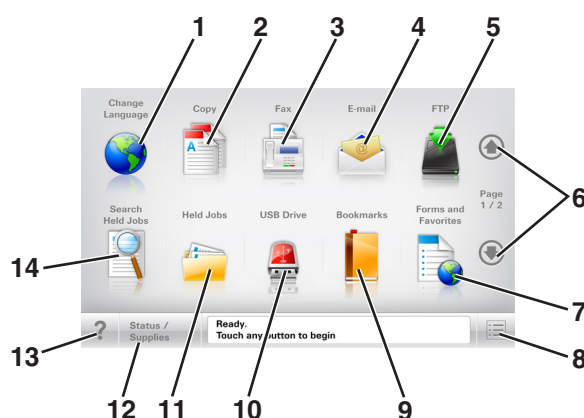 1 2 3 4 5
Change
Language
Copy
Fax
E-mail
FTP
A
@
6
Page
1 / 2
Search
Held Jobs
Held Jobs
USB Drive
Bookmarks
Forms and
Favorites
14
7
?
Status /
Supplies
Ready.
Touch any button to begin
8
13
12 11 10 9